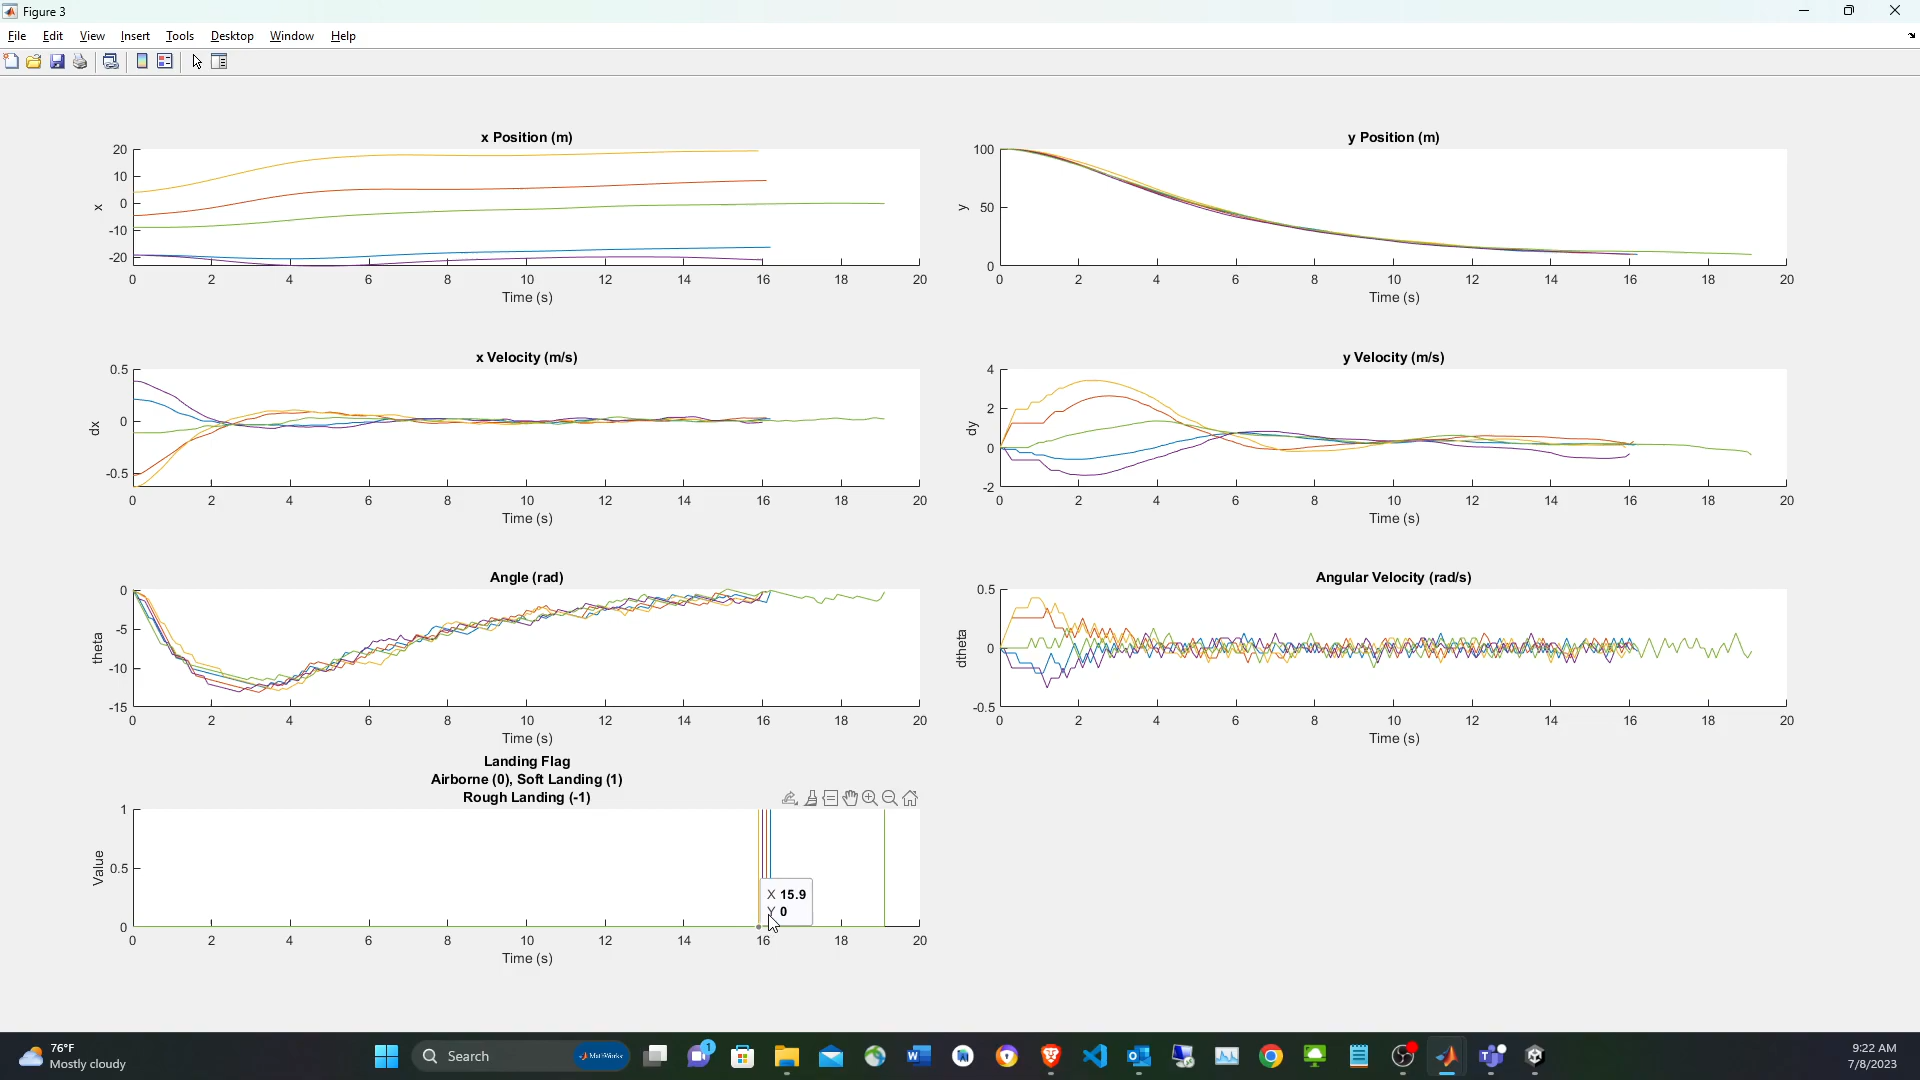 Figure 3
File Edit View Insert Tools Desktop Window Help
x Position (m)
20
10
0
-10
-20
x
0 2 4 6 8 10 12 14 16 18 20
Time (s)
y Position (m)
100
50
0
y
0 2 4 6 8 10 12 14 16 18 20
Time (s)
x Velocity (m/s)
0.5
0
-0.5
dx
0 2 4 6 8 10 12 14 16 18 20
Time (s)
y Velocity (m/s)
4
2
0
-2
dy
0 2 4 6 8 10 12 14 16 18 20
Time (s)
Angle (rad)
0
-5
-10
-15
theta
0 2 4 6 8 10 12 14 16 18 20
Time (s)
Angular Velocity (rad/s)
0.5
0
-0.5
dtheta
0 2 4 6 8 10 12 14 16 18 20
Time (s)
Landing Flag
Airborne (0), Soft Landing (1)
Rough Landing (-1)
1
0.5
0
Value
X 15.9
Y 0
0 2 4 6 8 10 12 14 16 18 20
Time (s)
76°F
Mostly cloudy
Search
MathWorks
1
9:22 AM
7/8/2023